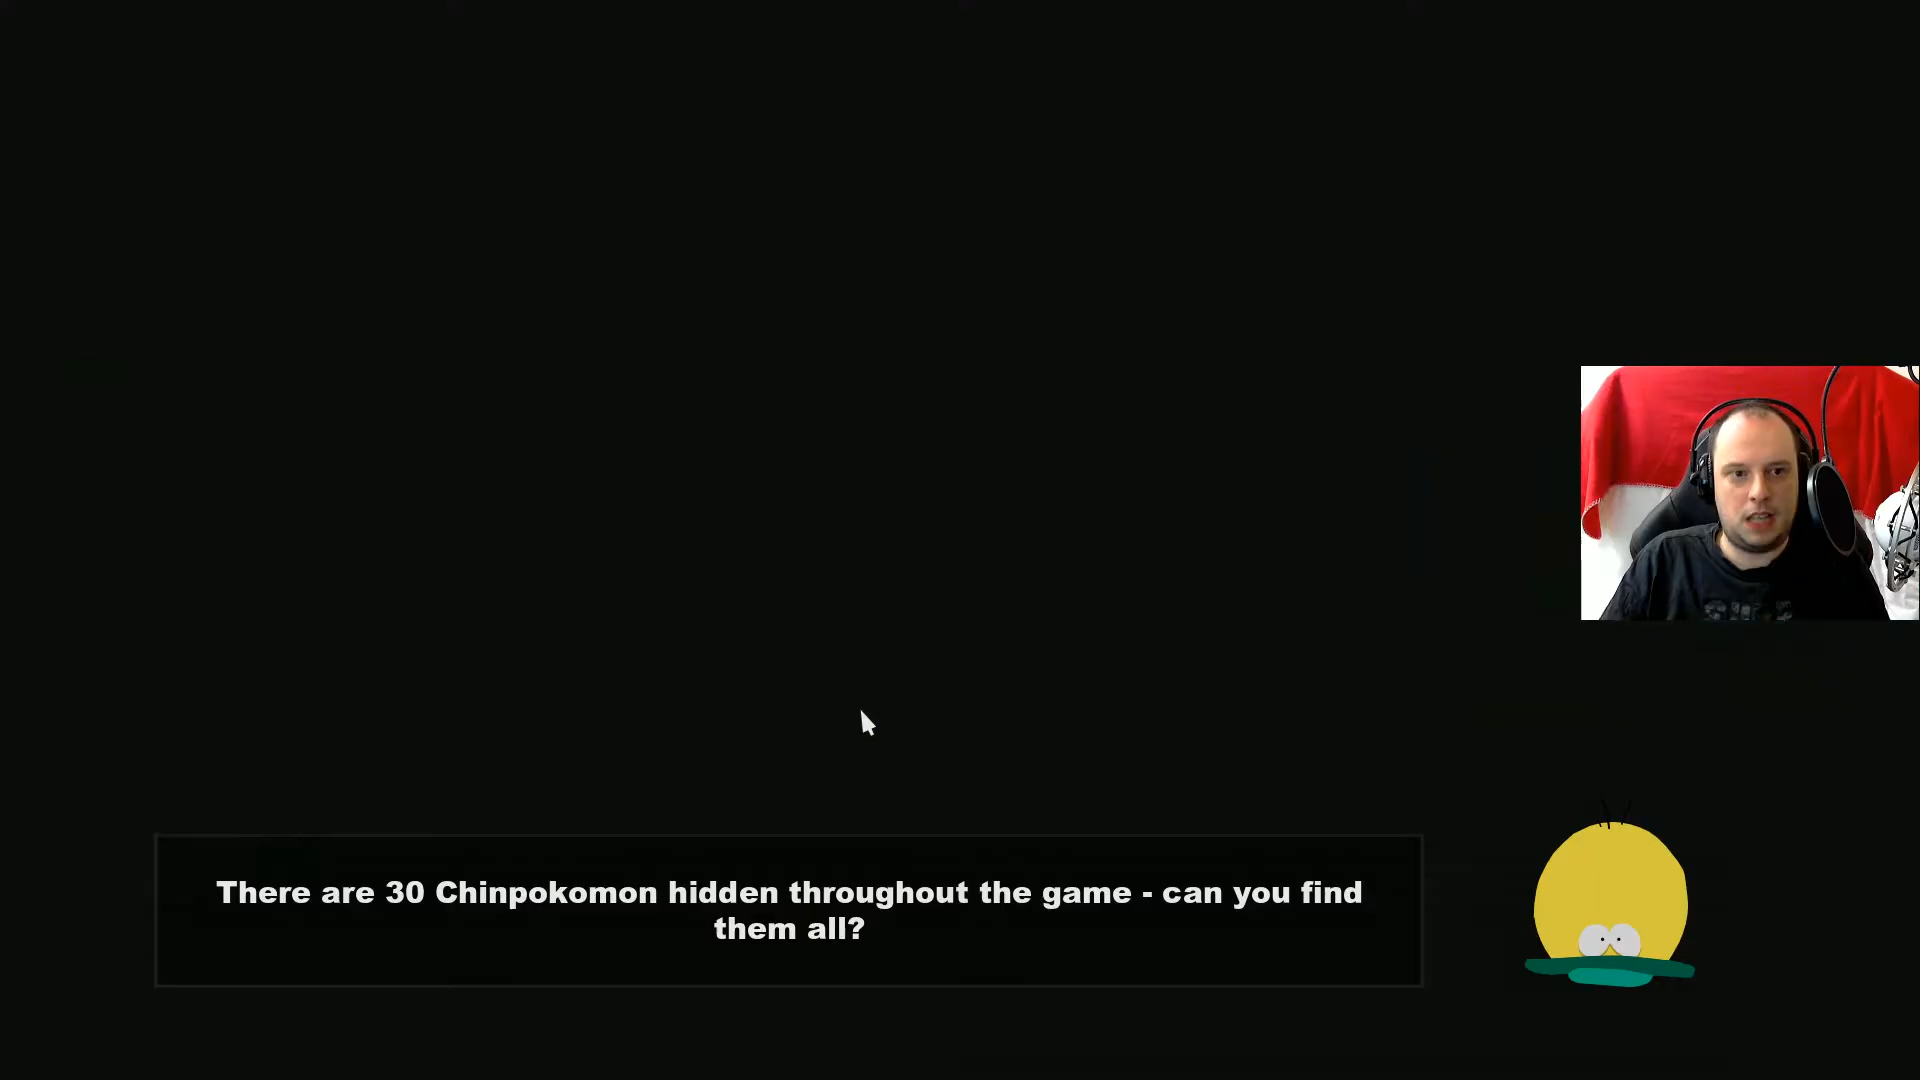 There are 30 Chinpokomon hidden throughout the game - can you find
them all?